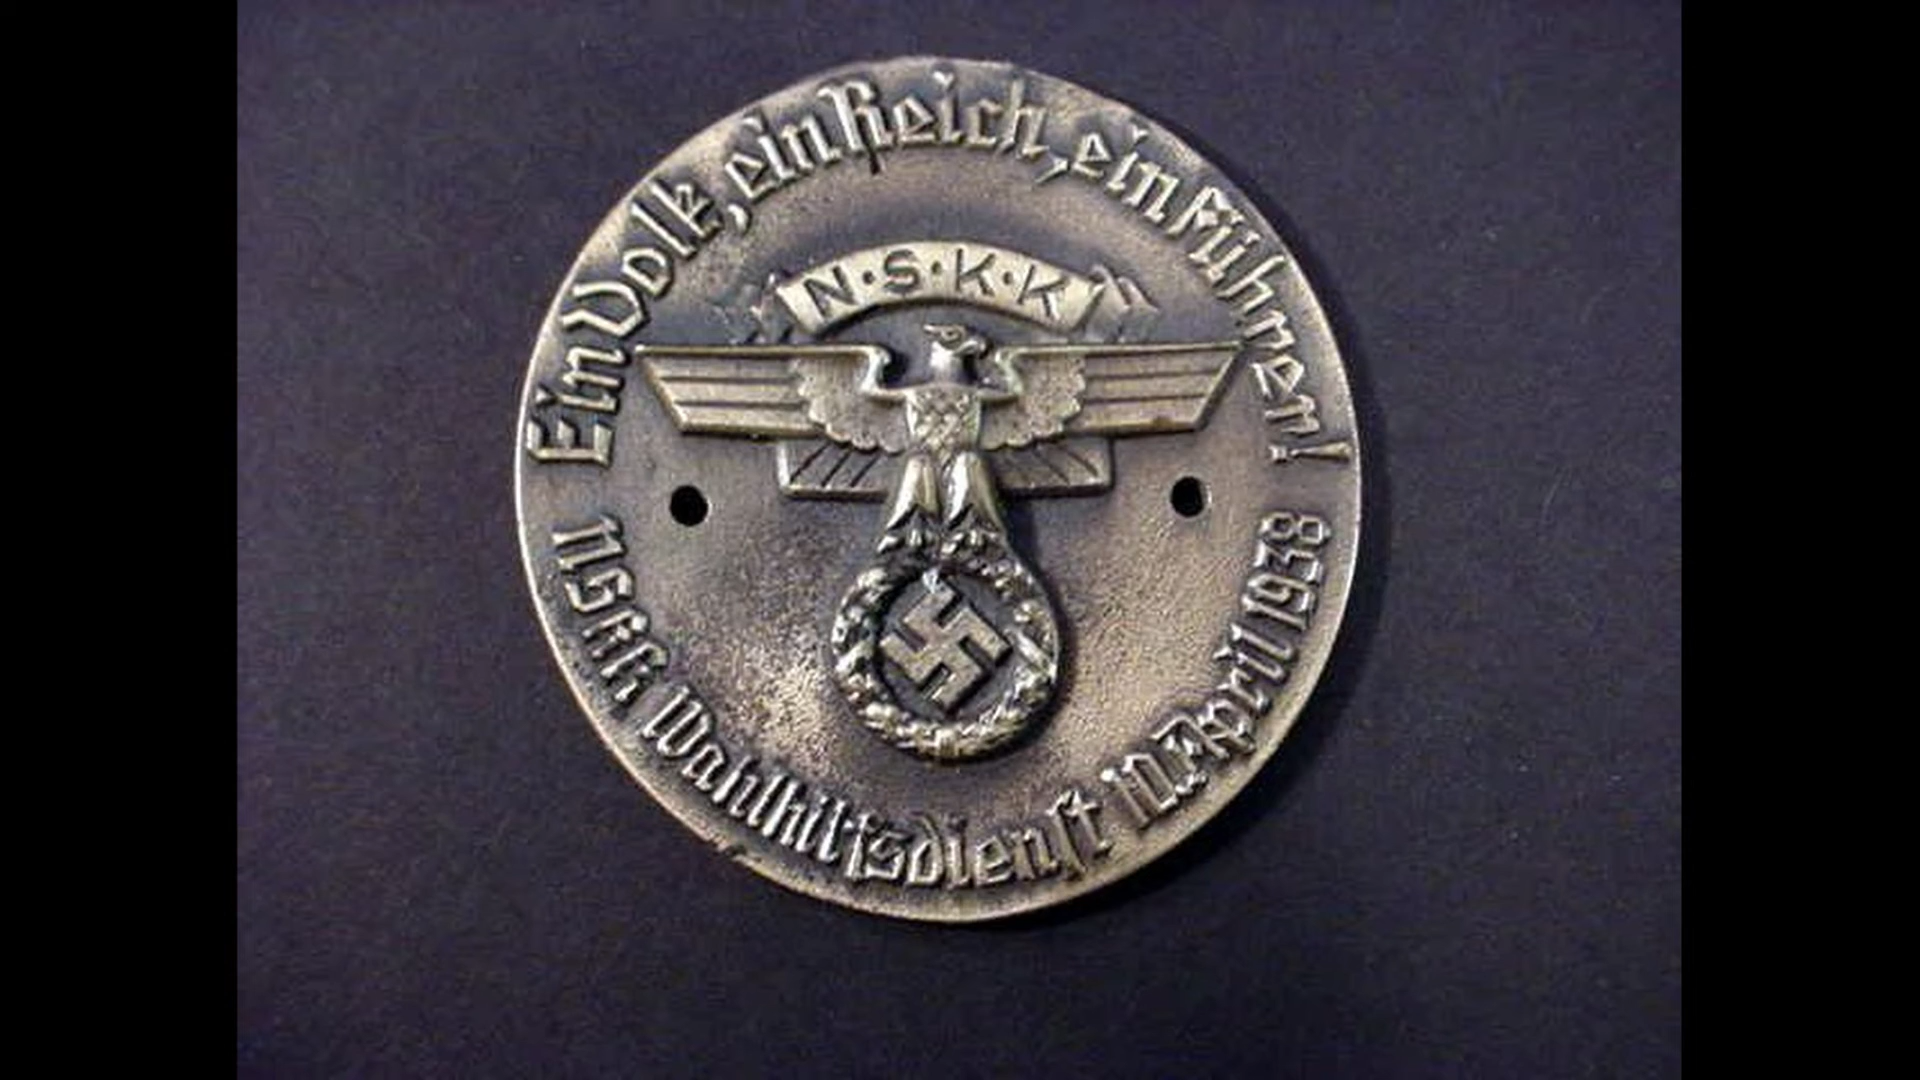 Ein Volk, ein Reich, ein Führer!
N·S·K·K
NSKK Wahlhilfsdienst 10. April 1938